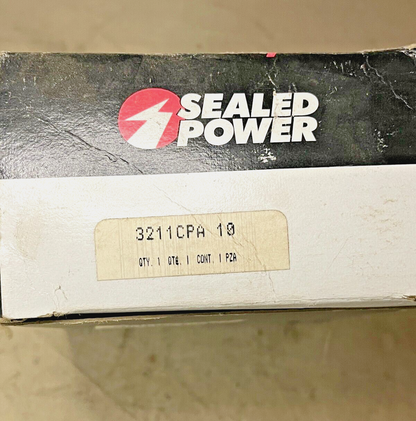 SEALED
POWER
3211CPA 10
QTY. 1 QTé. 1 CONT. 1 PZA